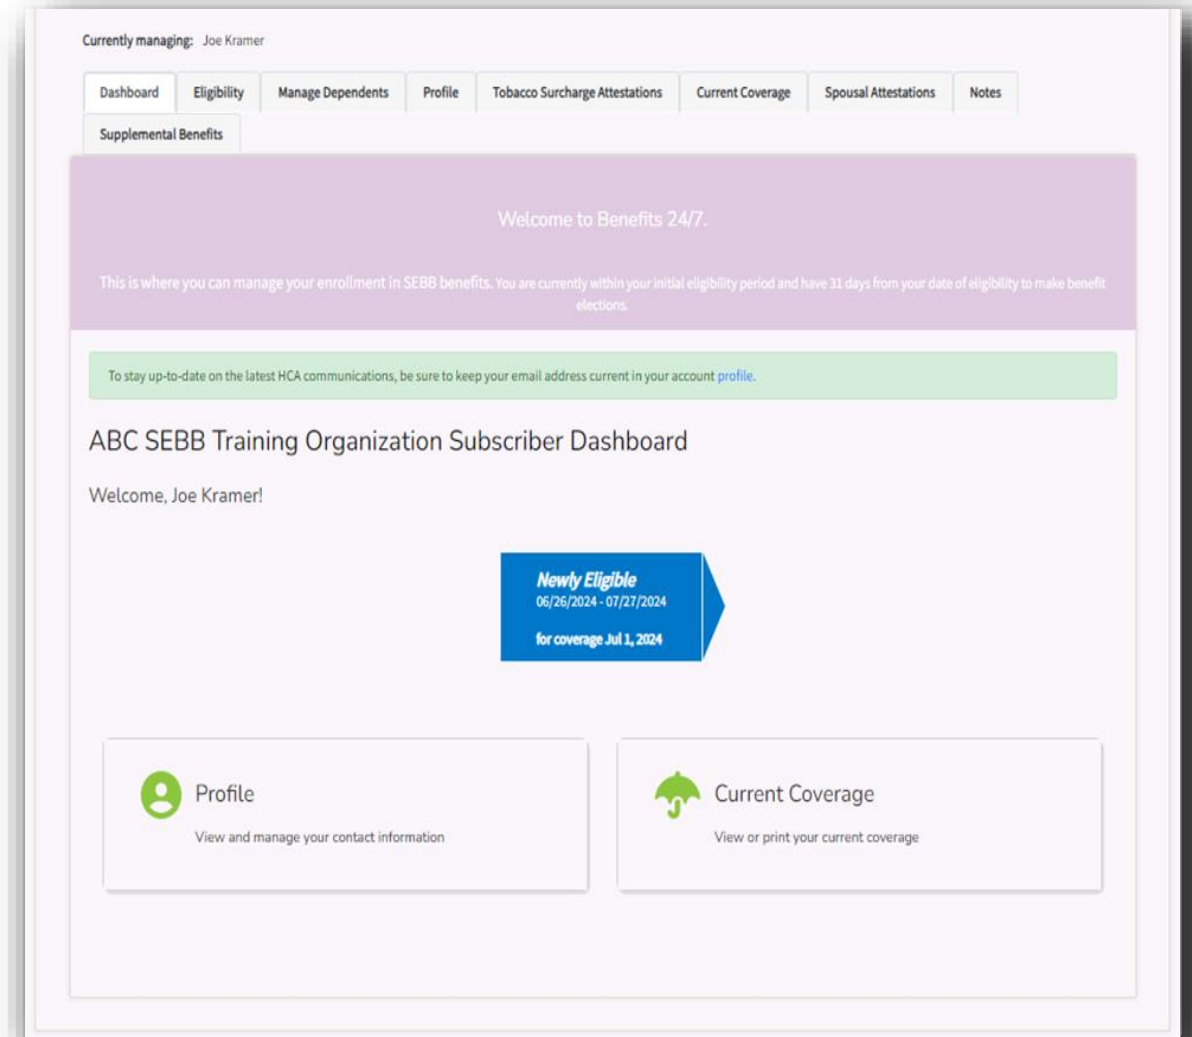 Currently managing: Joe Kramer
Dashboard Eligibility Manage Dependents Profile Tobacco Surcharge Attestations Current Coverage Spousal Attestations Notes
Supplemental Benefits
Welcome to Benefits 24/7.
This is where you can manage your enrollment in SEBB benefits. You are currently within your initial eligibility period and have 31 days from your date of eligibility to make benefit
elections.
To stay up-to-date on the latest HCA communications, be sure to keep your email address current in your account profile.
ABC SEBB Training Organization Subscriber Dashboard
Welcome, Joe Kramer!
Newly Eligible
06/26/2024 - 07/27/2024
for coverage Jul 1, 2024
Profile
View and manage your contact information
Current Coverage
View or print your current coverage